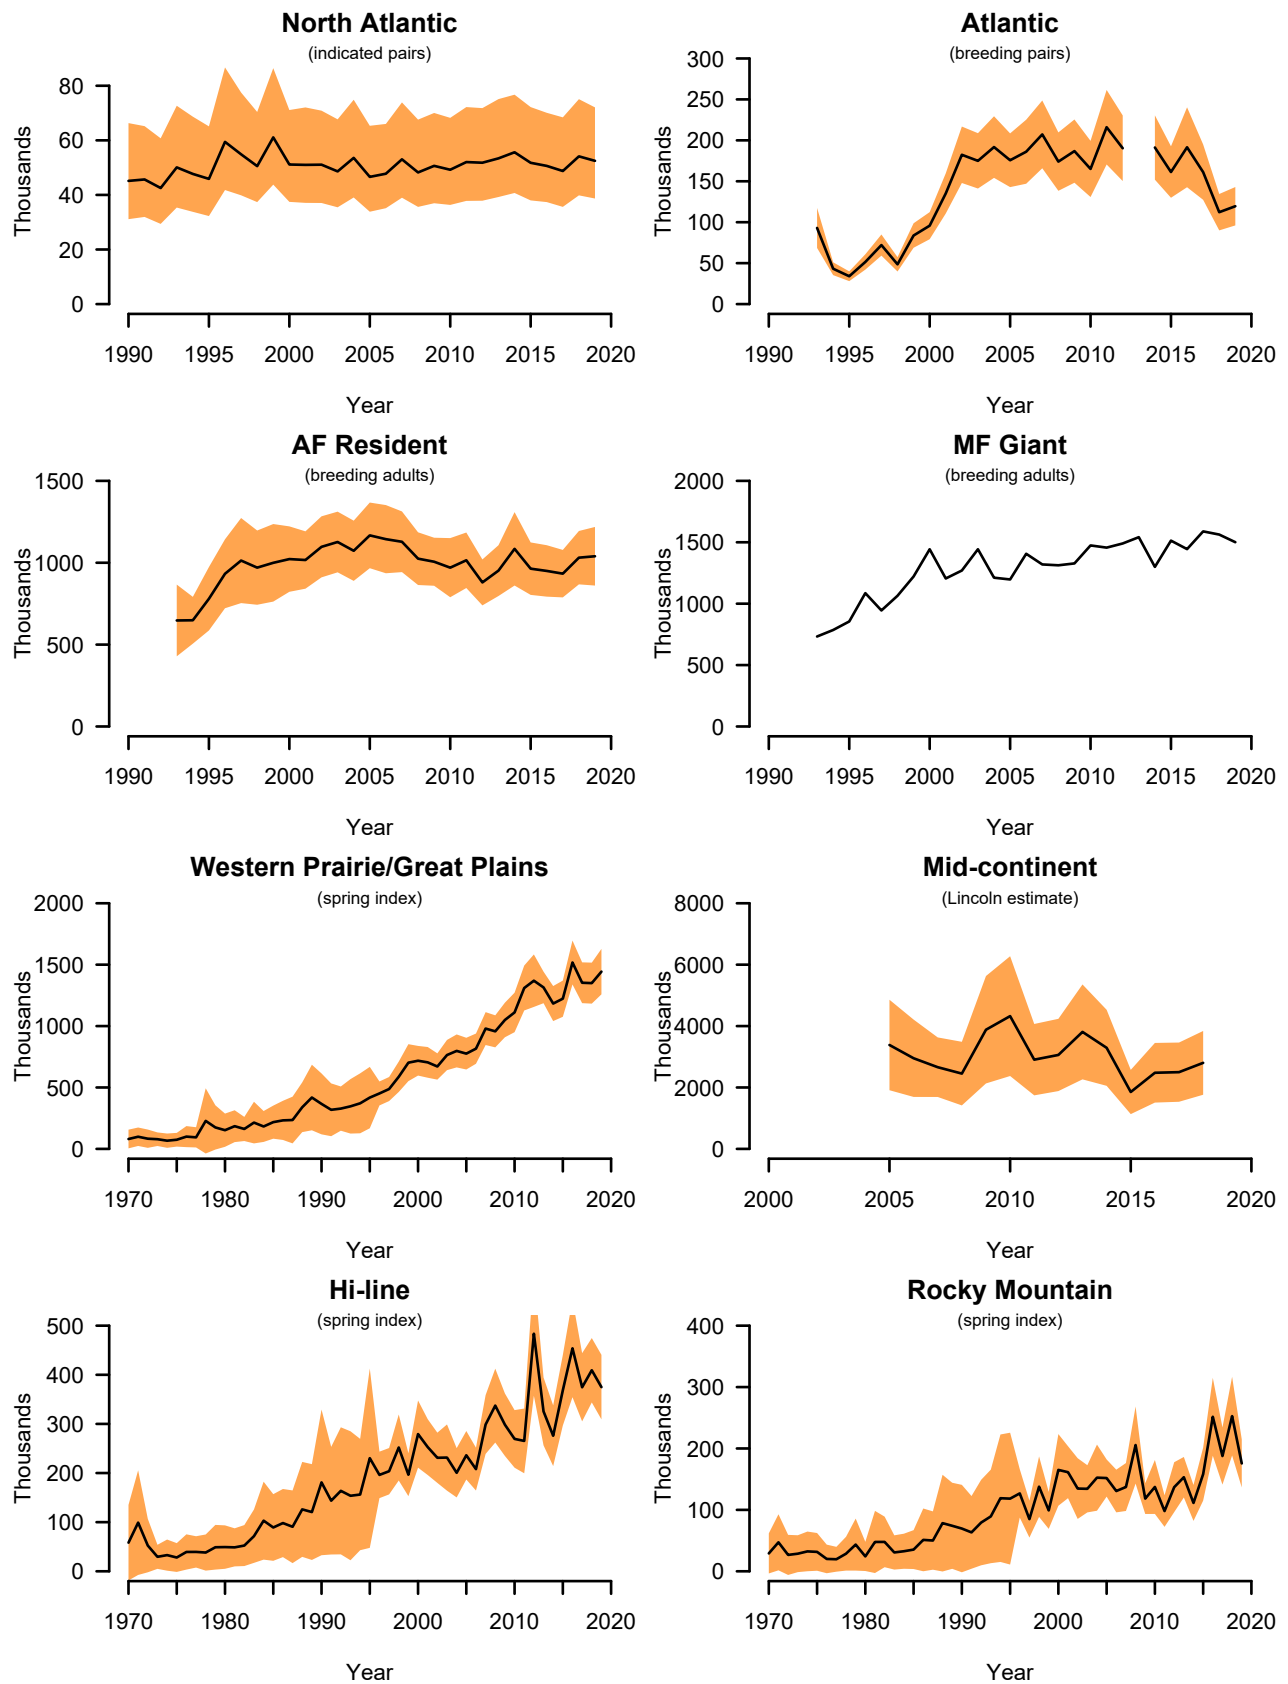 North Atlantic
(indicated pairs)
Thousands
80
60
40
20
0
1990 1995 2000 2005 2010 2015 2020
Year
Atlantic
(breeding pairs)
Thousands
300
250
200
150
100
50
0
1990 1995 2000 2005 2010 2015 2020
Year
AF Resident
(breeding adults)
Thousands
1500
1000
500
0
1990 1995 2000 2005 2010 2015 2020
Year
MF Giant
(breeding adults)
Thousands
2000
1500
1000
500
0
1990 1995 2000 2005 2010 2015 2020
Year
Western Prairie/Great Plains
(spring index)
Thousands
2000
1500
1000
500
0
1970 1980 1990 2000 2010 2020
Year
Mid-continent
(Lincoln estimate)
Thousands
8000
6000
4000
2000
0
2000 2005 2010 2015 2020
Year
Hi-line
(spring index)
Thousands
500
400
300
200
100
0
1970 1980 1990 2000 2010 2020
Year
Rocky Mountain
(spring index)
Thousands
400
300
200
100
0
1970 1980 1990 2000 2010 2020
Year